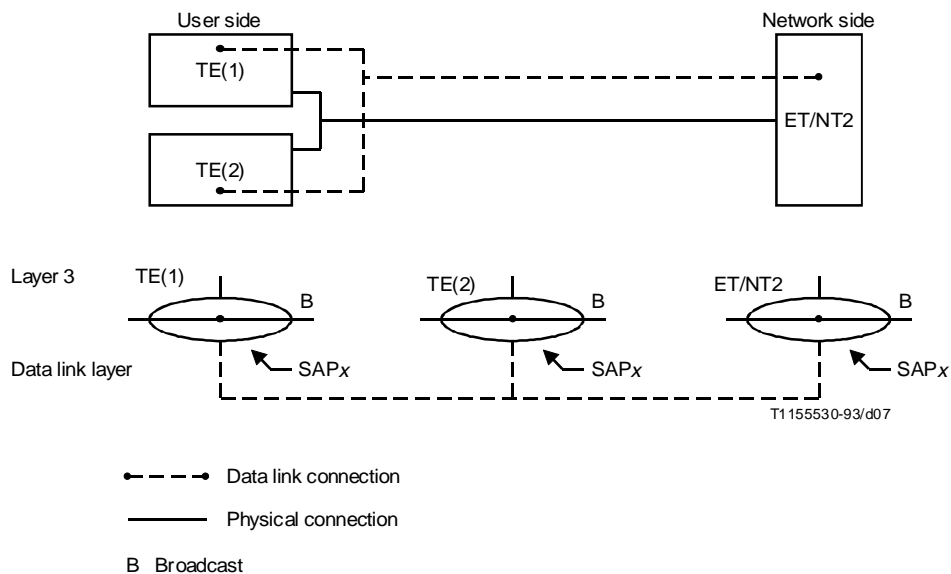 User side
Network side
TE(1)
ET/NT2
TE(2)
Layer 3
TE(1)
B
TE(2)
B
ET/NT2
B
Data link layer
SAPx
SAPx
SAPx
T1155530-93/d07
Data link connection
Physical connection
B Broadcast